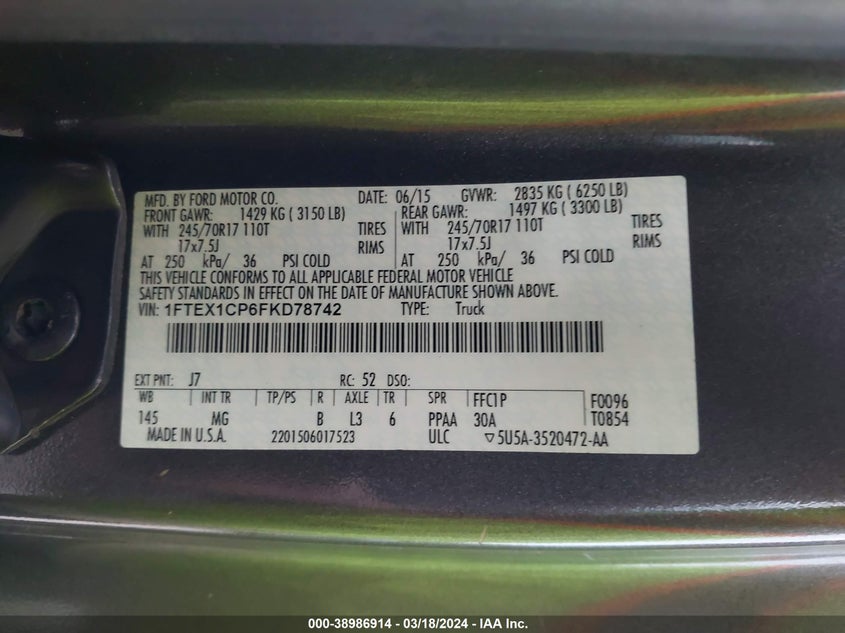 MFD. BY FORD MOTOR CO. DATE: 06/15 GVWR: 2835 KG ( 6250 LB)
FRONT GAWR: 1429 KG ( 3150 LB) REAR GAWR: 1497 KG ( 3300 LB)
WITH 245/70R17 110T TIRES WITH 245/70R17 110T TIRES
17x7.5J RIMS 17x7.5J RIMS
AT 250 kPa/ 36 PSI COLD AT 250 kPa/ 36 PSI COLD
THIS VEHICLE CONFORMS TO ALL APPLICABLE FEDERAL MOTOR VEHICLE
SAFETY STANDARDS IN EFFECT ON THE DATE OF MANUFACTURE SHOWN ABOVE.
VIN: 1FTEX1CP6FKD78742 TYPE: Truck
EXT PNT: J7 RC: 52 DSO:
WB INT TR TP/PS R AXLE TR SPR FFC1P F0096
145 MG B L3 6 PPAA 30A T0854
MADE IN U.S.A. 2201506017523 ULC ▽5U5A-3520472-AA
000-38986914 - 03/18/2024 - IAA Inc.